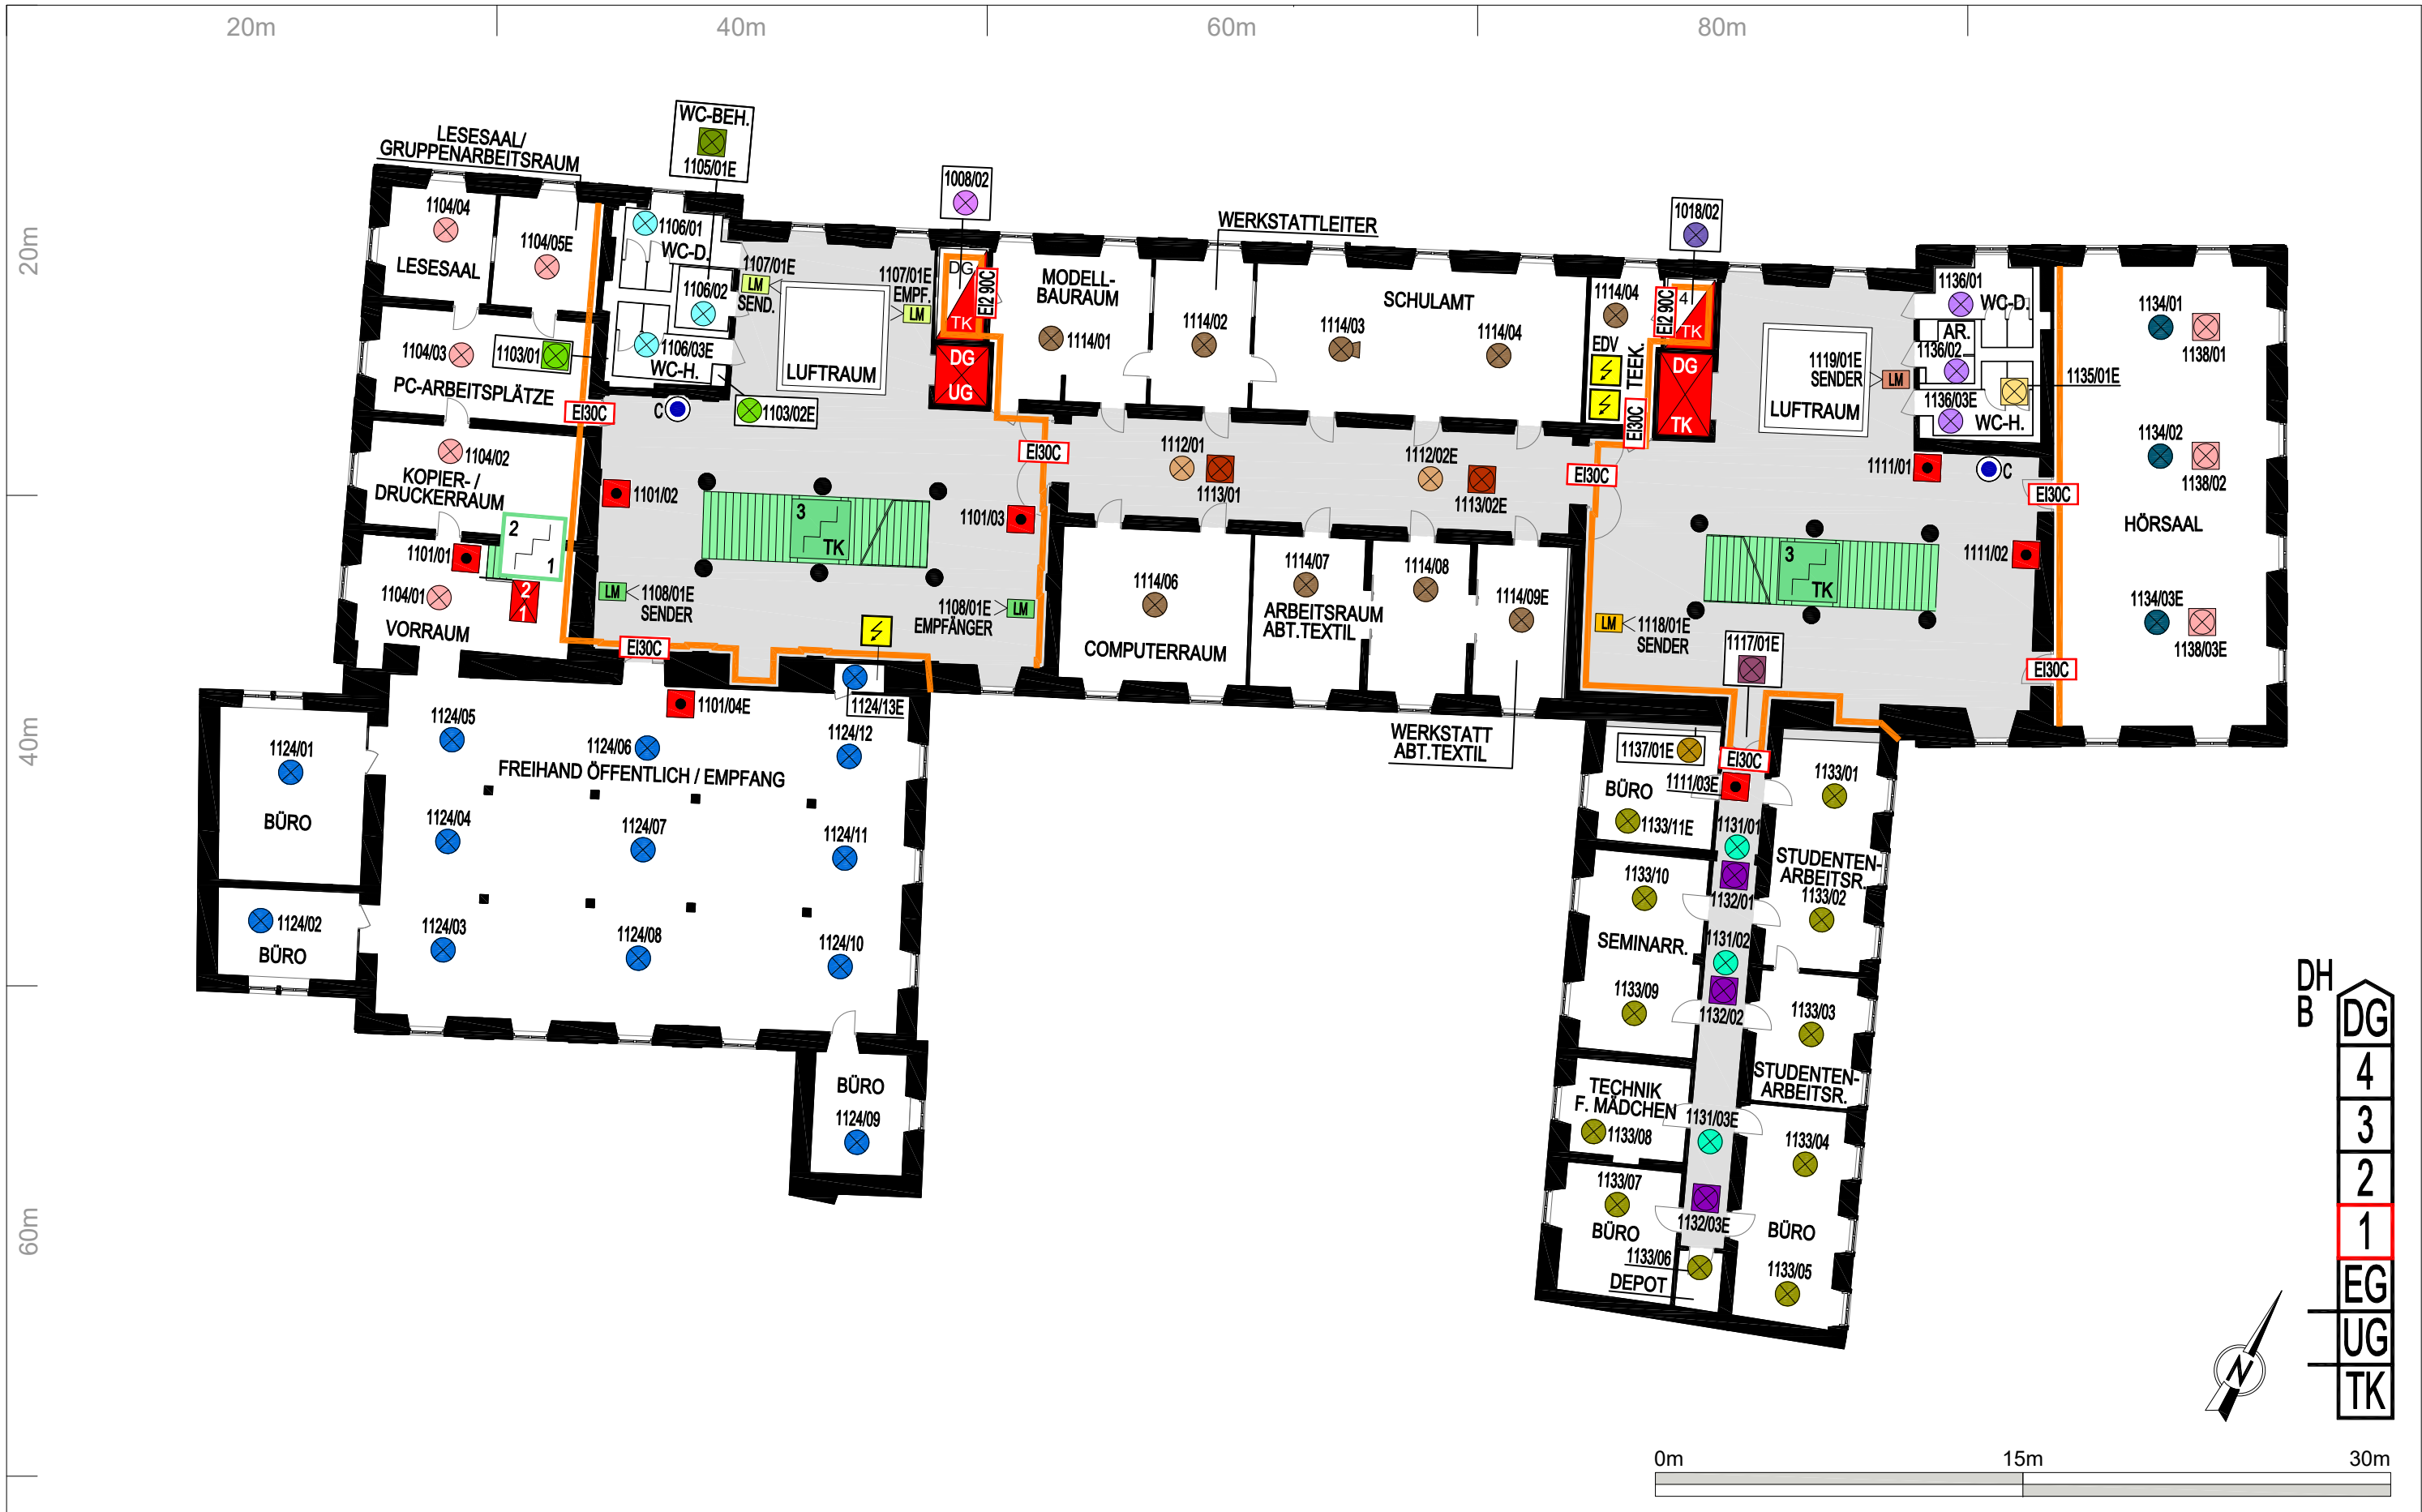 20m
40m
60m
80m
20m
40m
60m
WC-BEH.
1105/01E
LESESAAL/
GRUPPENARBEITSRAUM
1104/04
LESESAAL
1104/05E
1106/01
WC-D.
1106/02
1106/03E
WC-H.
1104/03
1103/01
PC-ARBEITSPLÄTZE
1103/02E
EI30C
C
1104/02
KOPIER-/
DRUCKERRAUM
1101/02
2
1
1101/01
2
1
1104/01
VORRAUM
1107/01E
LM
SEND.
1107/01E
EMPF.
LM
LUFTRAUM
1008/02
DG
TK
EI2 90C
DG
UG
3
TK
1101/03
EI30C
LM
1108/01E
SENDER
1108/01E
EMPFÄNGER
LM
EI30C
1101/04E
1124/13E
WERKSTATTLEITER
MODELL-
BAURAUM
1114/01
1114/02
SCHULAMT
1114/03
1114/04
1114/04
EDV
TEEK.
1112/01
1113/01
1112/02E
1113/02E
EI30C
EI30C
1114/06
COMPUTERRAUM
1114/07
ARBEITSRAUM
ABT.TEXTIL
1114/08
1114/09E
WERKSTATT
ABT.TEXTIL
1018/02
4
TK
EI2 90C
DG
TK
LUFTRAUM
1119/01E
SENDER
LM
1136/01
WC-D.
AR.
1136/02
1136/03E
WC-H.
1135/01E
1111/01
C
EI30C
3
TK
1111/02
LM
1118/01E
SENDER
1117/01E
EI30C
1134/01
1138/01
1134/02
1138/02
HÖRSAAL
1134/03E
1138/03E
1124/01
BÜRO
1124/02
BÜRO
1124/05
1124/06
1124/12
FREIHAND ÖFFENTLICH / EMPFANG
1124/04
1124/07
1124/11
1124/03
1124/08
1124/10
BÜRO
1124/09
1137/01E
EI30C
1111/03E
BÜRO
1133/11E
1131/01
1132/01
1133/01
STUDENTEN-
ARBEITSR.
1133/02
1133/10
SEMINARR.
1131/02
1132/02
1133/09
1133/03
STUDENTEN-
ARBEITSR.
TECHNIK
F. MÄDCHEN
1133/08
1131/03E
1133/04
1133/07
BÜRO
1132/03E
BÜRO
1133/06
DEPOT
1133/05
DH
B
DG
4
3
2
1
EG
UG
TK
N
0m
15m
30m